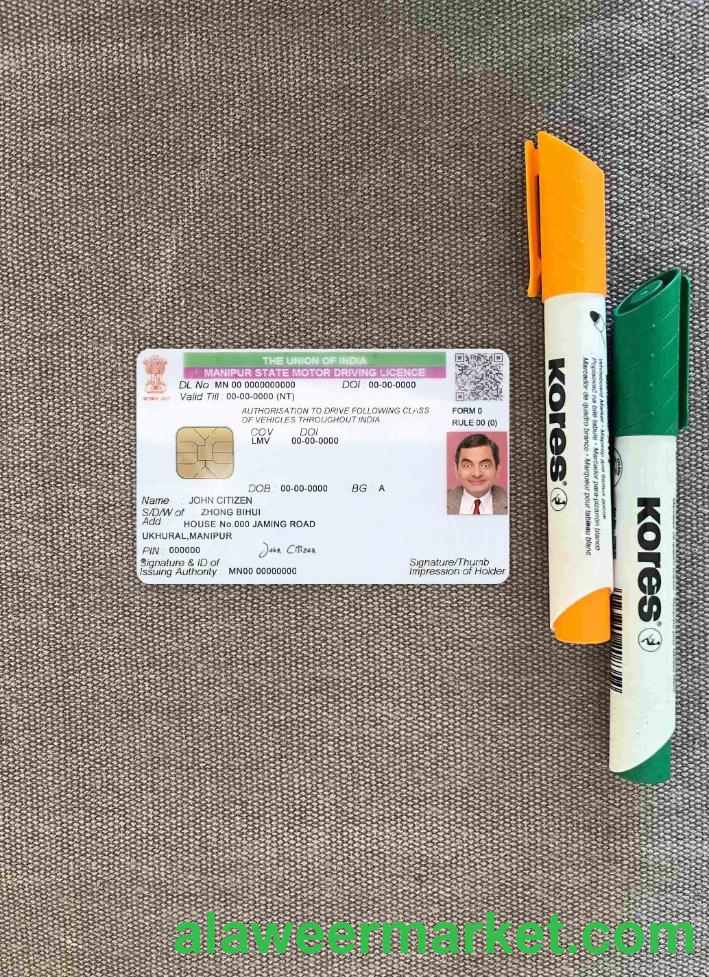 THE UNION OF INDIA
MANIPUR STATE MOTOR DRIVING LICENCE
DL No MN 00 0000000000 DOI 00-00-0000
Valid Till : 00-00-0000 (NT)
AUTHORISATION TO DRIVE FOLLOWING CLASS
OF VEHICLES THROUGHOUT INDIA
FORM 0
RULE 00 (0)
COV DOI
LMV 00-00-0000
DOB : 00-00-0000 BG A
Name : JOHN CITIZEN
S/D/W of : ZHONG BIHUI
Add HOUSE No.000 JAMING ROAD
UKHURAL,MANIPUR
PIN : 000000
John Citizen
Signature & ID of
Issuing Authority : MN00 00000000
Signature/Thumb
Impression of Holder
kores®
kores®
alaweermarket.com